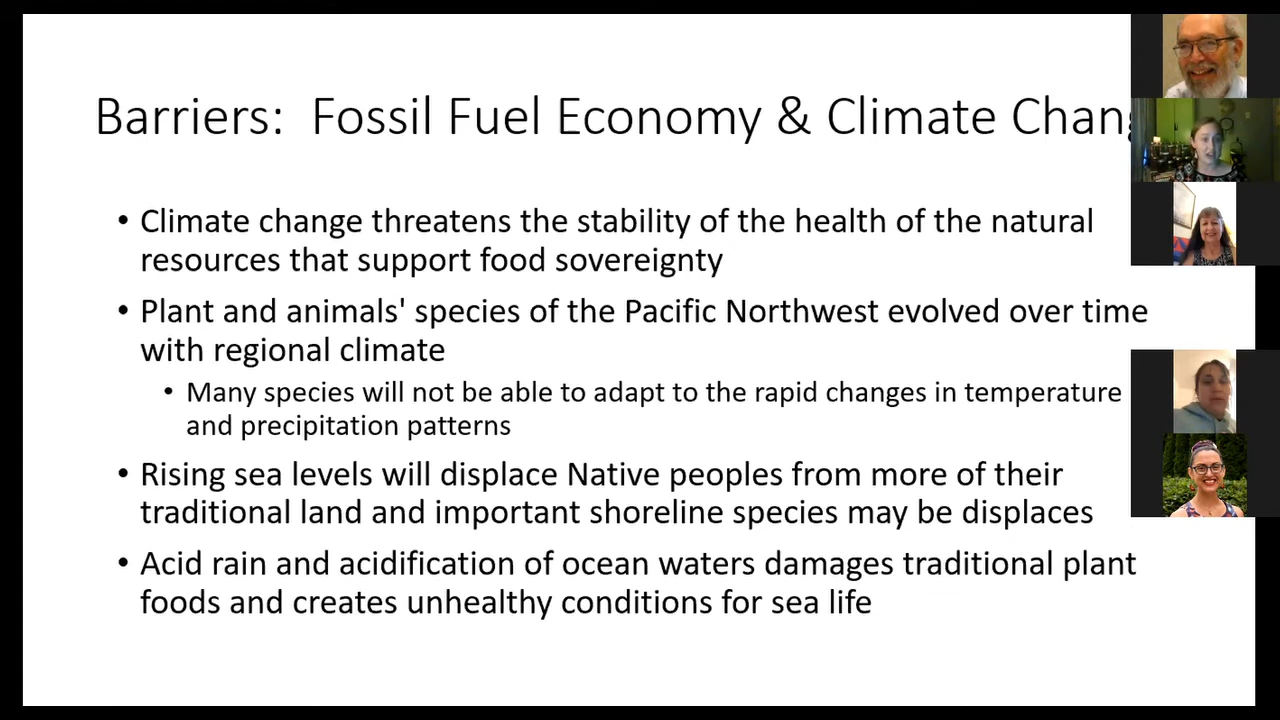 Barriers: Fossil Fuel Economy & Climate Chang
• Climate change threatens the stability of the health of the natural
resources that support food sovereignty
• Plant and animals' species of the Pacific Northwest evolved over time
with regional climate
• Many species will not be able to adapt to the rapid changes in temperature
and precipitation patterns
• Rising sea levels will displace Native peoples from more of their
traditional land and important shoreline species may be displaces
• Acid rain and acidification of ocean waters damages traditional plant
foods and creates unhealthy conditions for sea life